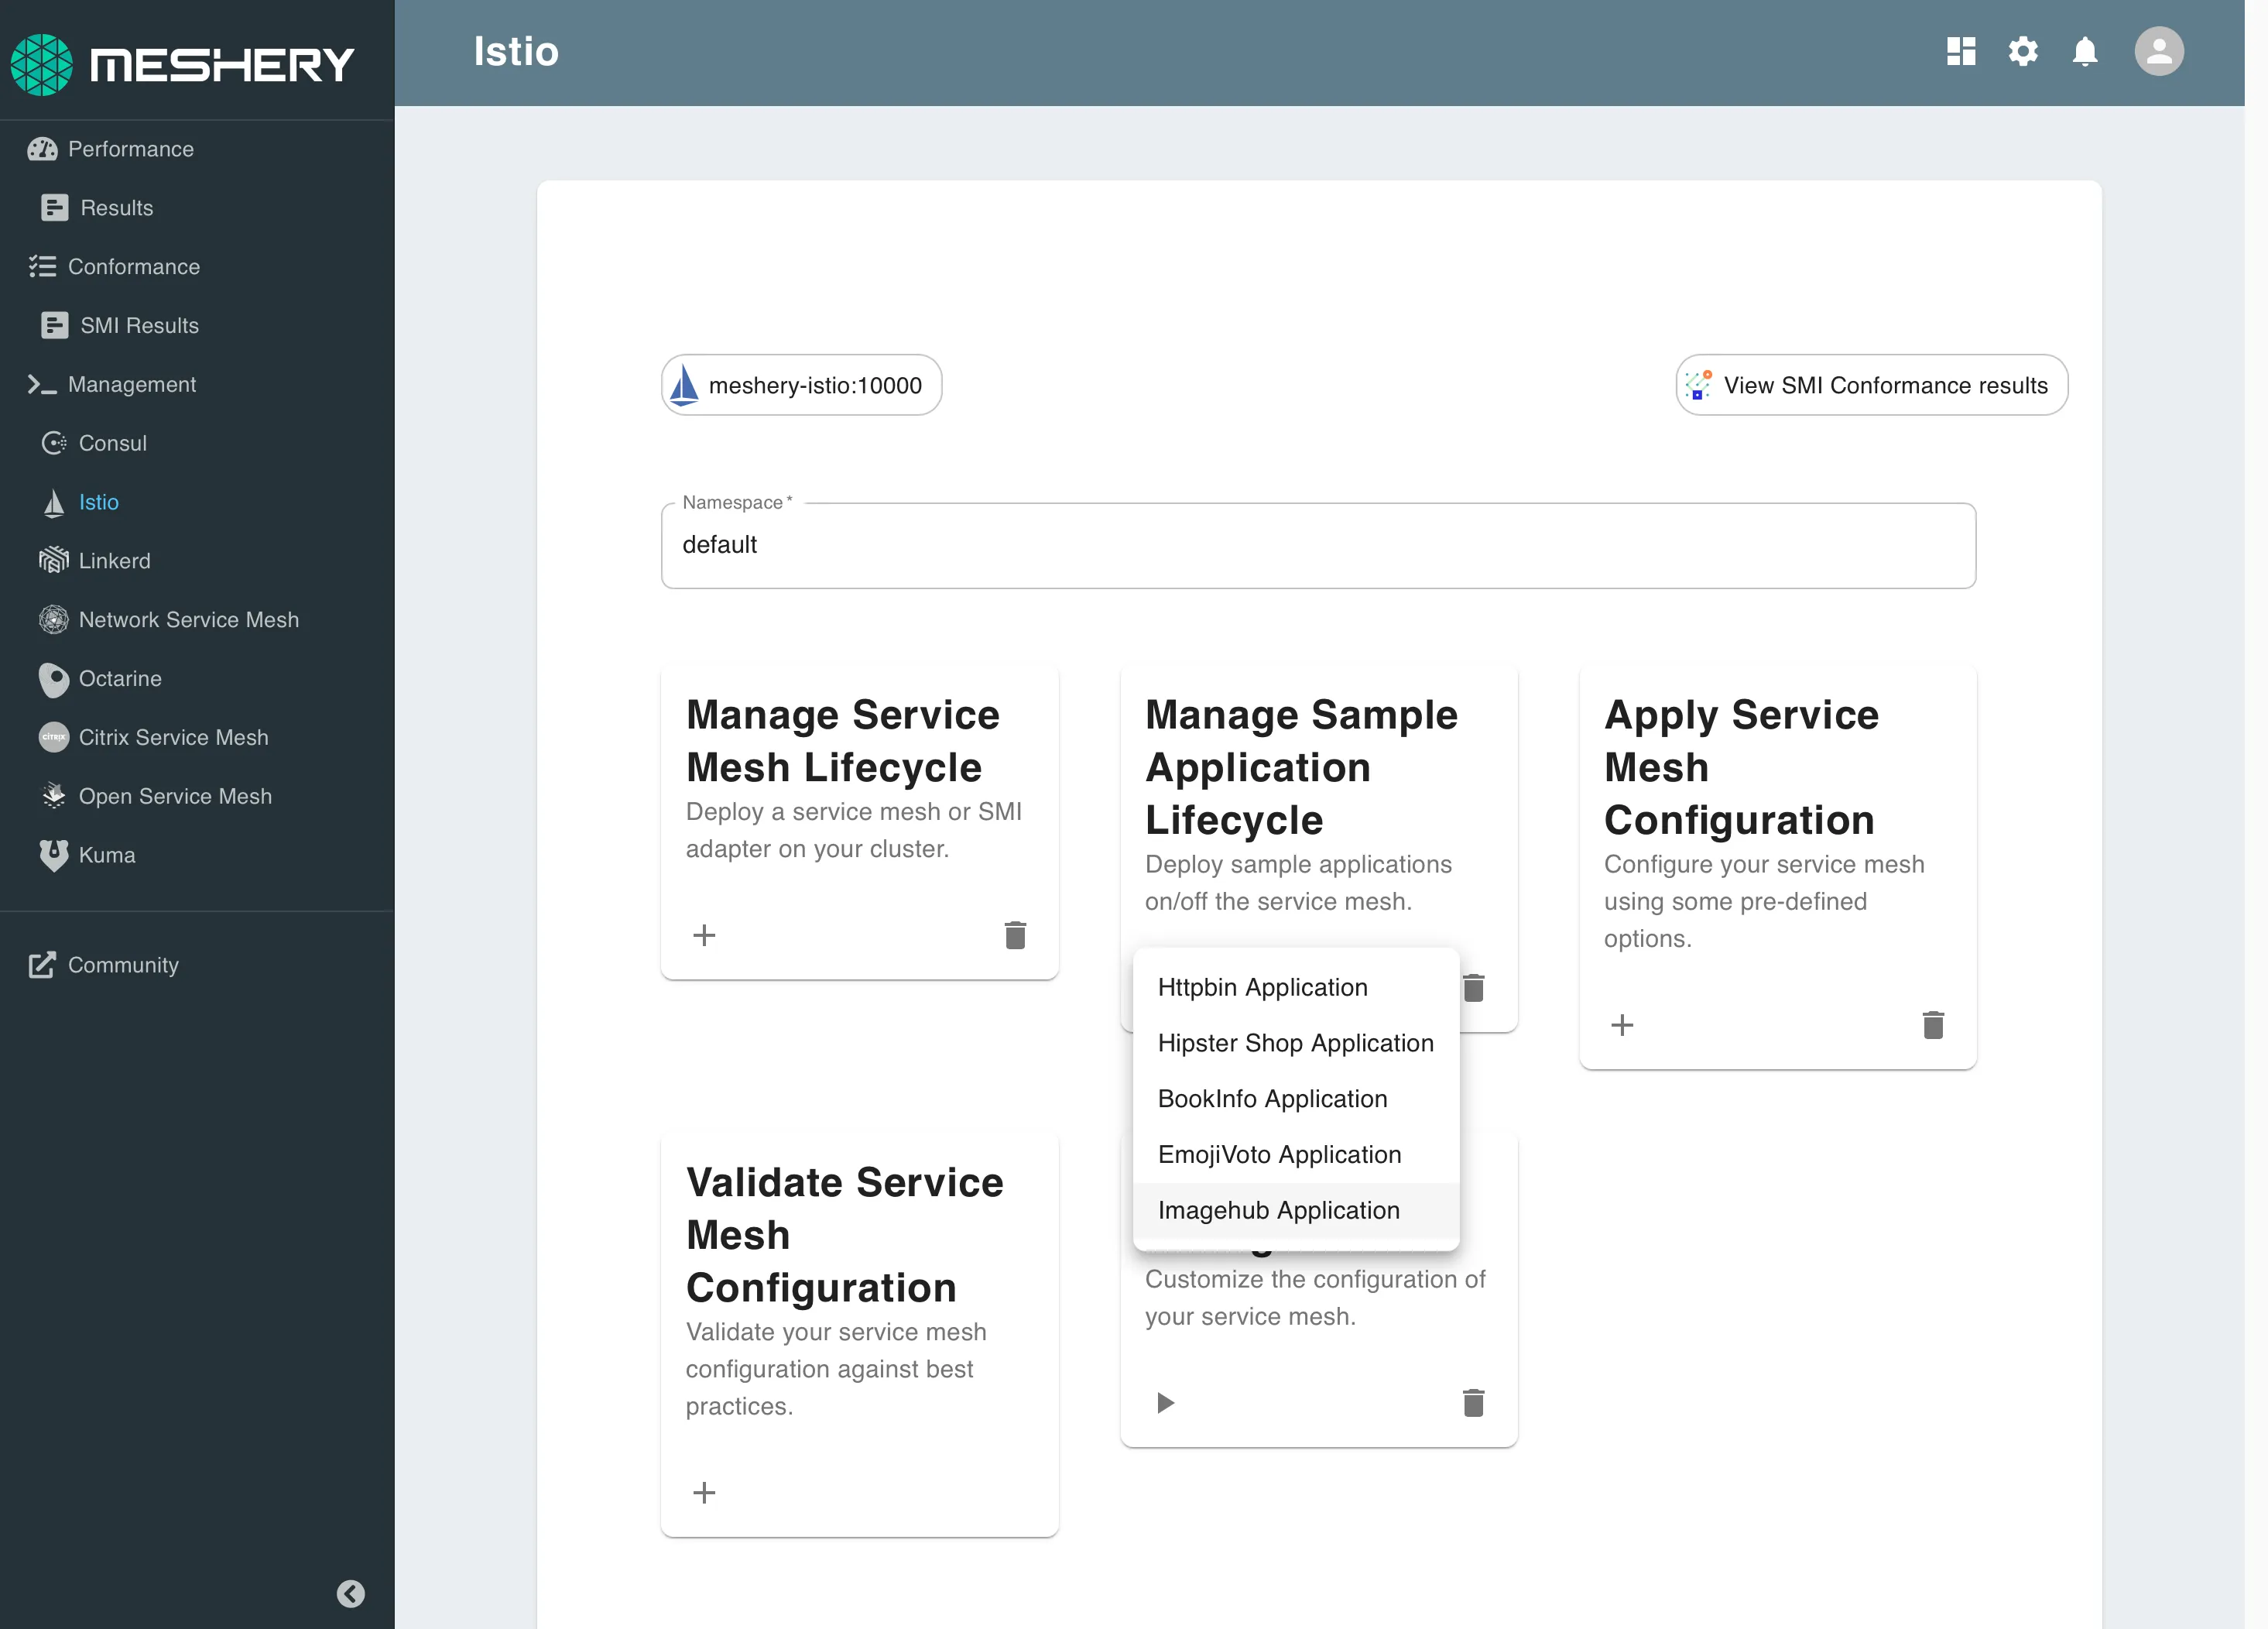 MESHERY
Performance
Results
Conformance
SMI Results
Management
Consul
Istio
Linkerd
Network Service Mesh
Octarine
Citrix Service Mesh
Open Service Mesh
Kuma
Community
Istio
meshery-istio:10000
View SMI Conformance results
Namespace *
default
Manage Service
Mesh Lifecycle
Deploy a service mesh or SMI
adapter on your cluster.
Manage Sample
Application
Lifecycle
Deploy sample applications
on/off the service mesh.
Apply Service
Mesh
Configuration
Configure your service mesh
using some pre-defined
options.
Httpbin Application
Hipster Shop Application
BookInfo Application
EmojiVoto Application
Imagehub Application
Validate Service
Mesh
Configuration
Validate your service mesh
configuration against best
practices.
Customize the configuration of
your service mesh.